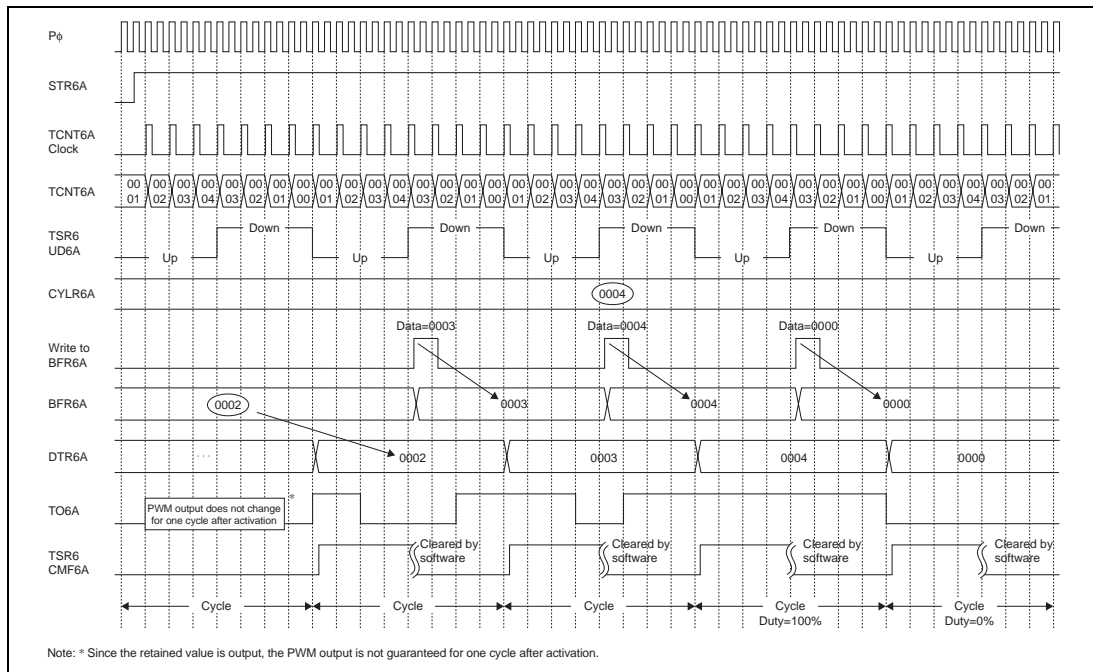 Pϕ
STR6A
TCNT6A
Clock
TCNT6A
00 00 00 00 00 00 00 00 00 00 00 00 00 00 00 00 00 00 00 00 00 00 00 00 00 00 00 00 00 00 00 00 00 00 00 00 00 00 00
01 02 03 04 03 02 01 00 01 02 03 04 03 02 01 00 01 02 03 04 03 02 01 00 01 02 03 04 03 02 01 00 01 02 03 04 03 02 01
TSR6
UD6A
Up Down Up Down Up Down Up Down Up Down
CYLR6A
0004
Data=0003 Data=0004 Data=0000
Write to
BFR6A
BFR6A
0002 0003 0004 0000
DTR6A
... 0002 0003 0004 0000
TO6A
PWM output does not change
for one cycle after activation
*
TSR6
CMF6A
Cleared by
software
Cleared by
software
Cleared by
software
Cleared by
software
Cycle Cycle Cycle Cycle Cycle
Duty=100% Duty=0%
Note: * Since the retained value is output, the PWM output is not guaranteed for one cycle after activation.